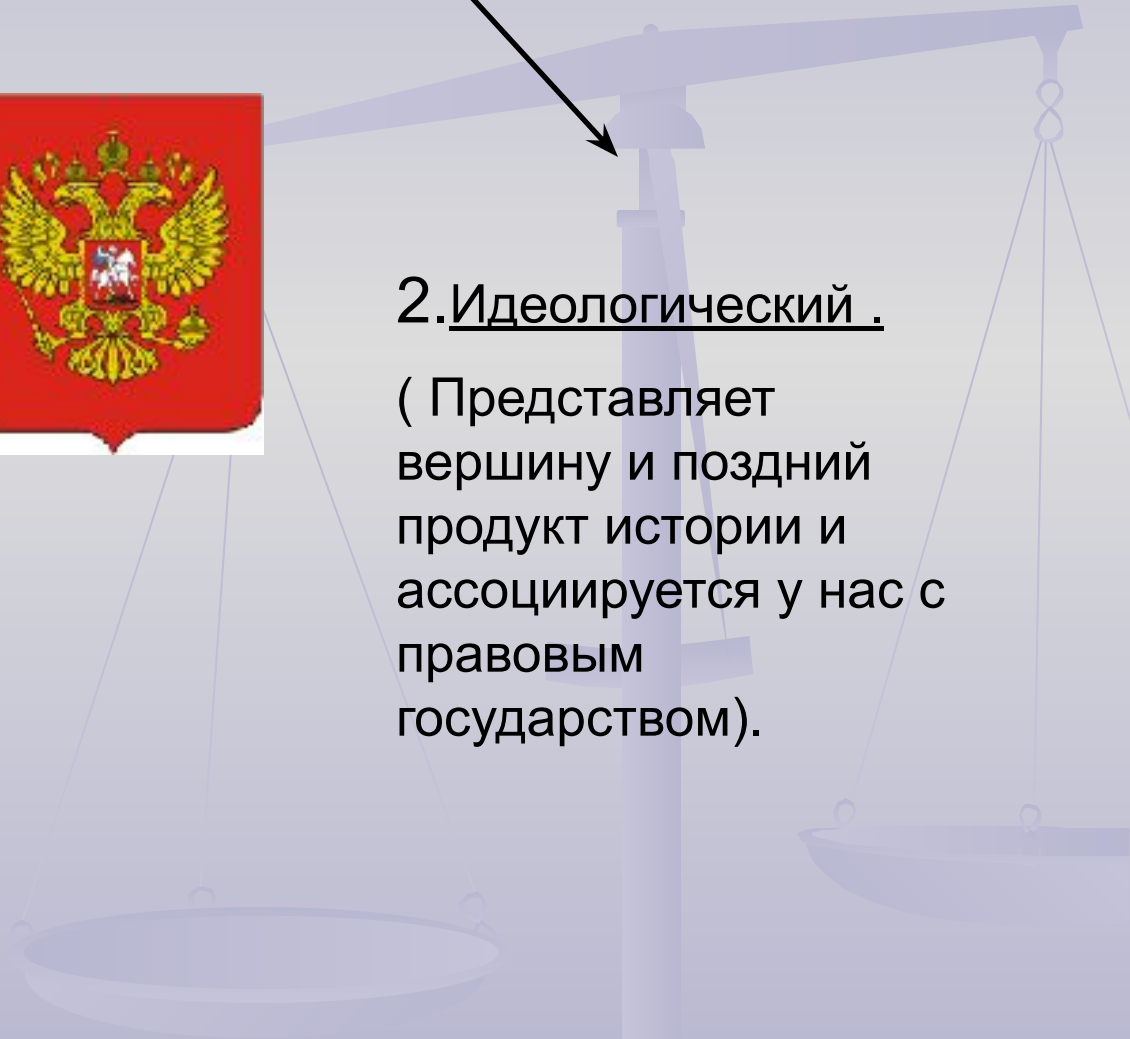 2.Идеологический .
( Представляет
вершину и поздний
продукт истории и
ассоциируется у нас с
правовым
государством).